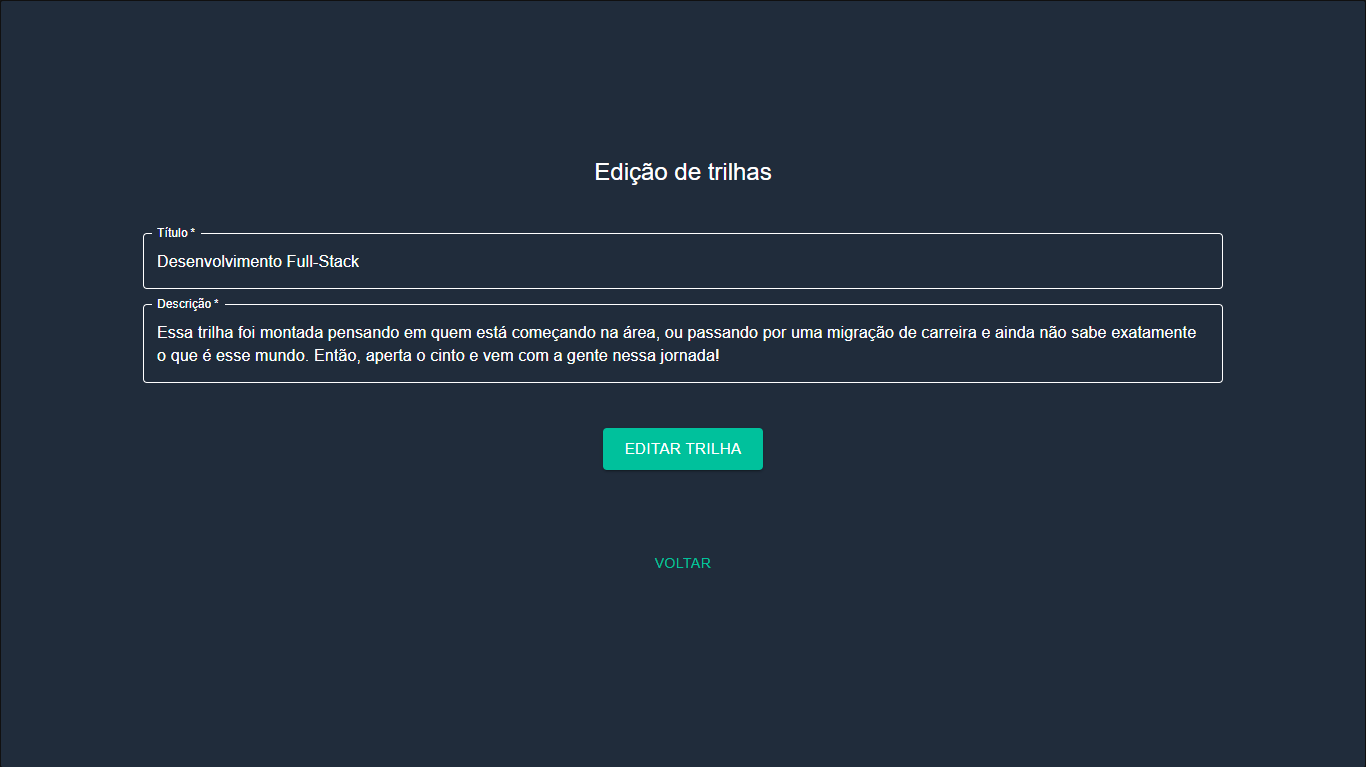 Edição de trilhas
Título *
Desenvolvimento Full-Stack
Descrição *
Essa trilha foi montada pensando em quem está começando na área, ou passando por uma migração de carreira e ainda não sabe exatamente
o que é esse mundo. Então, aperta o cinto e vem com a gente nessa jornada!
EDITAR TRILHA
VOLTAR